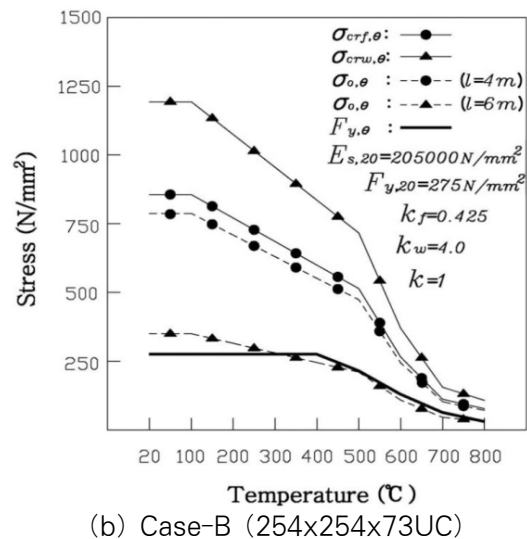 1500
1250
1000
750
500
250
Stress (N/mm²)
σcrf,θ :
σcrw,θ :
σo,θ : (l=4m)
σo,θ : (l=6m)
Fy,θ :
Es,20=205000N/mm²
Fy,20=275N/mm²
kf=0.425
kw=4.0
k=1
20 100 200 300 400 500 600 700 800
Temperature (℃)
(b) Case-B (254x254x73UC)